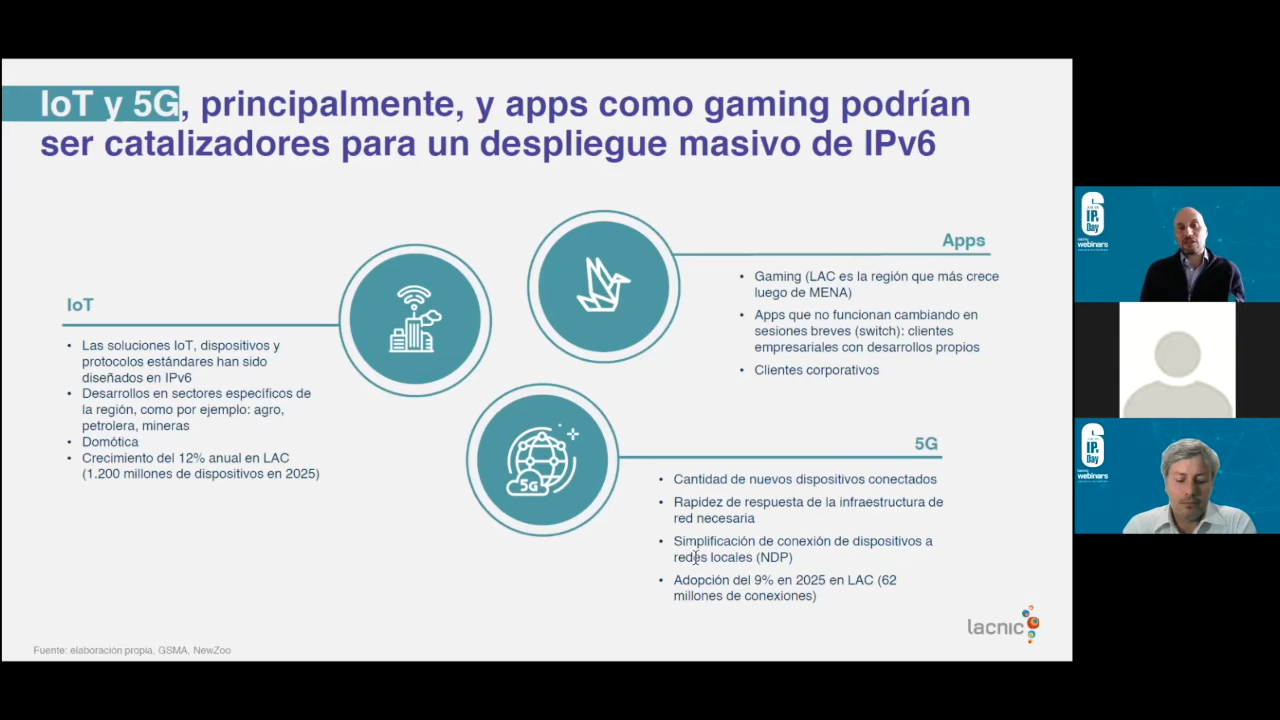 IoT y 5G, principalmente, y apps como gaming podrían
ser catalizadores para un despliegue masivo de IPv6
IoT
• Las soluciones IoT, dispositivos y
protocolos estándares han sido
diseñados en IPv6
• Desarrollos en sectores específicos de
la región, como por ejemplo: agro,
petrolera, mineras
• Domótica
• Crecimiento del 12% anual en LAC
(1.200 millones de dispositivos en 2025)
Apps
• Gaming (LAC es la región que más crece
luego de MENA)
• Apps que no funcionan cambiando en
sesiones breves (switch): clientes
empresariales con desarrollos propios
• Clientes corporativos
5G
5G
• Cantidad de nuevos dispositivos conectados
• Rapidez de respuesta de la infraestructura de
red necesaria
• Simplificación de conexión de dispositivos a
redes locales (NDP)
• Adopción del 9% en 2025 en LAC (62
millones de conexiones)
lacnic
Fuente: elaboración propia, GSMA, NewZoo
6
IP
Day
webinars
6
IP
Day
webinars